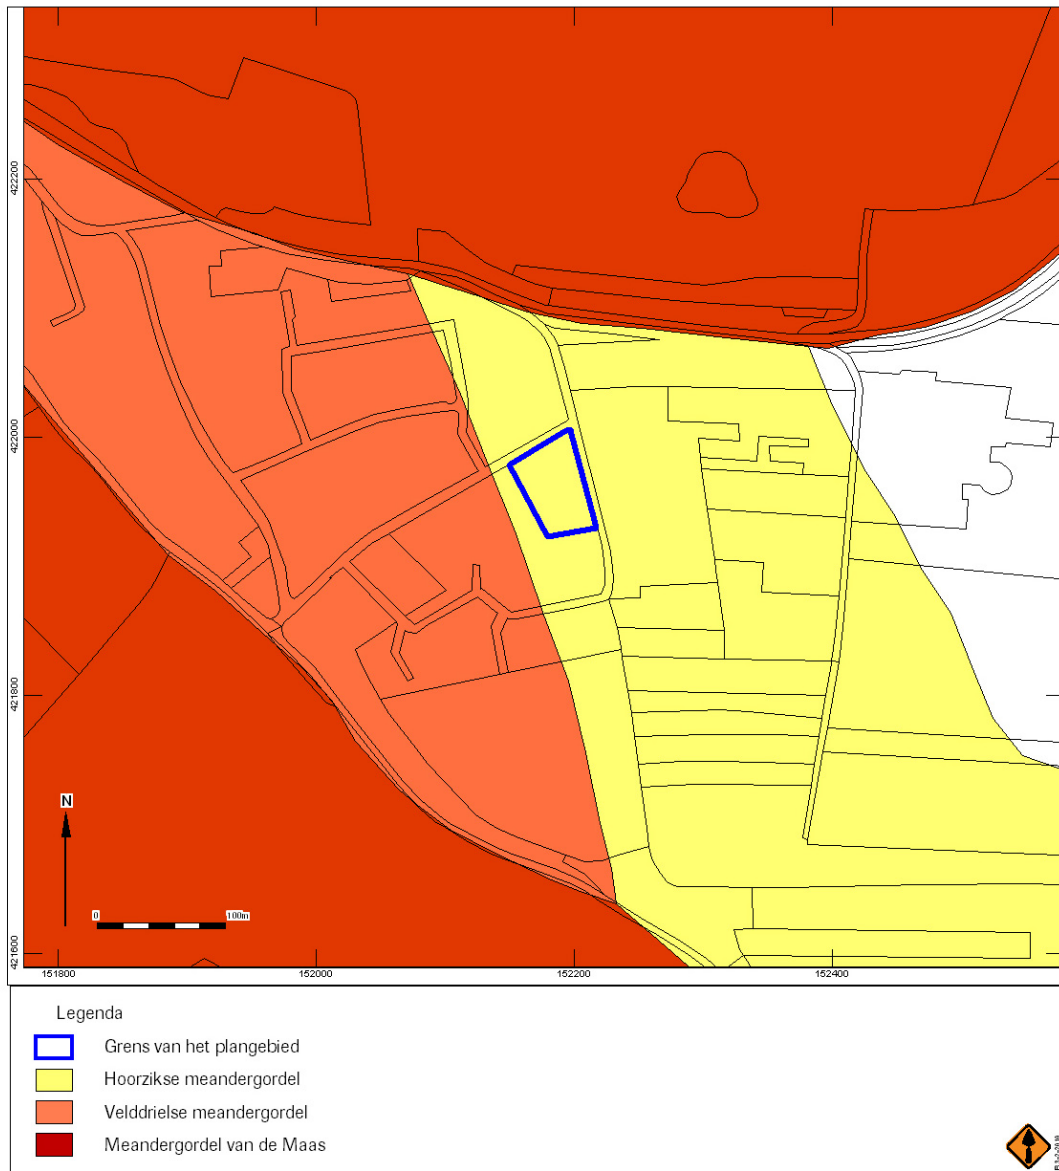 422200
422000
421800
421600
N
0 100m
151800 152000 152200 152400
Legenda
Grens van het plangebied
Hoorzikse meandergordel
Velddrielse meandergordel
Meandergordel van de Maas